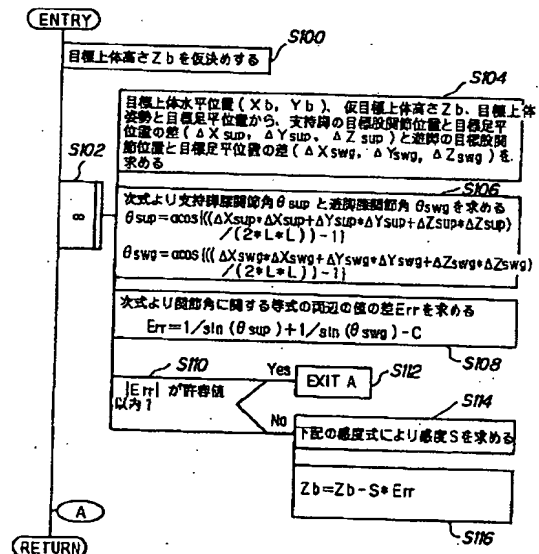 ENTRY
S100
目標上体高さZbを仮決めする
S104
S102
∞
目標上体水平位置(Xb, Yb)、仮目標上体高さZb、目標上体
姿勢と目標足平位置から、支持脚の目標股関節位置と目標足平
位置の差(ΔXsup, ΔYsup, ΔZsup)と遊脚の目標股関
節位置と目標足平位置の差(ΔXswg, ΔYswg, ΔZswg)を
求める
S106
次式より支持脚膝関節角θsupと遊脚膝関節角θswgを求める
θsup=acos{((ΔXsup*ΔXsup+ΔYsup*ΔYsup+ΔZsup*ΔZsup)
/(2*L*L))-1}
θswg=acos{((ΔXswg*ΔXswg+ΔYswg*ΔYswg+ΔZswg*ΔZswg)
/(2*L*L))-1}
次式より関節角に関する等式の両辺の値の差Errを求める
Err=1/sin(θsup)+1/sin(θswg)-C
S108
S110
|Err|が許容値
以内?
Yes
EXIT A
S112
No
S114
下記の感度式により感度Sを求める
Zb=Zb-S*Err
S116
A
RETURN